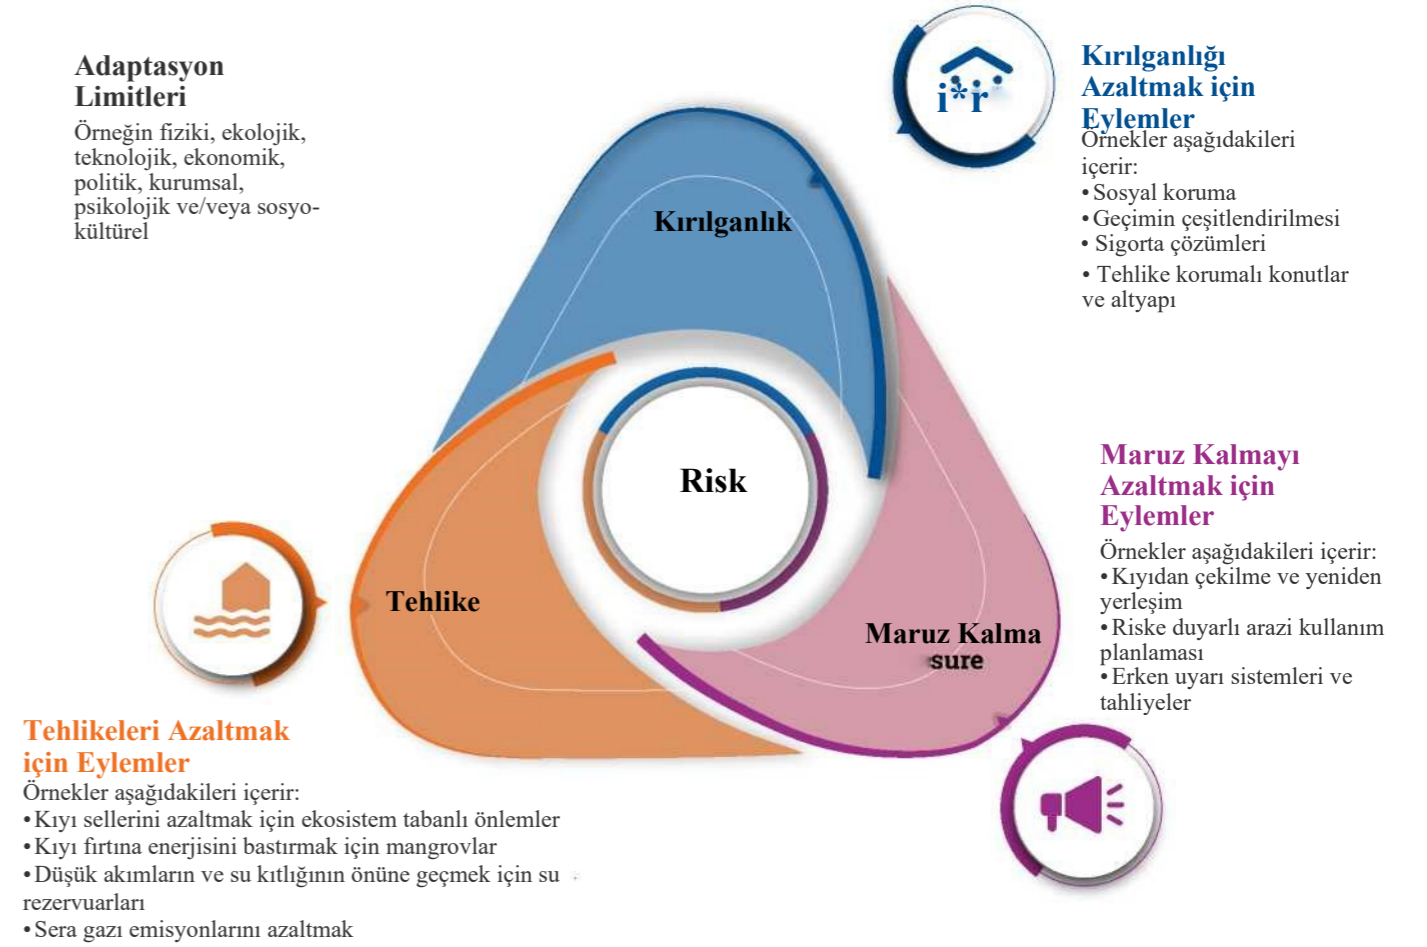 Adaptasyon
Limitleri
Örneğin fiziki, ekolojik,
teknolojik, ekonomik,
politik, kurumsal,
psikolojik ve/veya sosyo-
kültürel
i*r
Kırılganlığı
Azaltmak için
Eylemler
Örnekler aşağıdakileri
içerir:
• Sosyal koruma
• Geçimin çeşitlendirilmesi
• Sigorta çözümleri
• Tehlike korumalı konutlar
ve altyapı
Kırılganlık
Risk
Tehlike
Maruz Kalma
sure
Maruz Kalmayı
Azaltmak için
Eylemler
Örnekler aşağıdakileri içerir:
• Kıyıdan çekilme ve yeniden
yerleşim
• Riske duyarlı arazi kullanım
planlaması
• Erken uyarı sistemleri ve
tahliyeler
Tehlikeleri Azaltmak
için Eylemler
Örnekler aşağıdakileri içerir:
• Kıyı sellerini azaltmak için ekosistem tabanlı önlemler
• Kıyı fırtına enerjisini bastırmak için mangrovlar
• Düşük akımların ve su kıtlığının önüne geçmek için su
rezervuarları
• Sera gazı emisyonlarını azaltmak